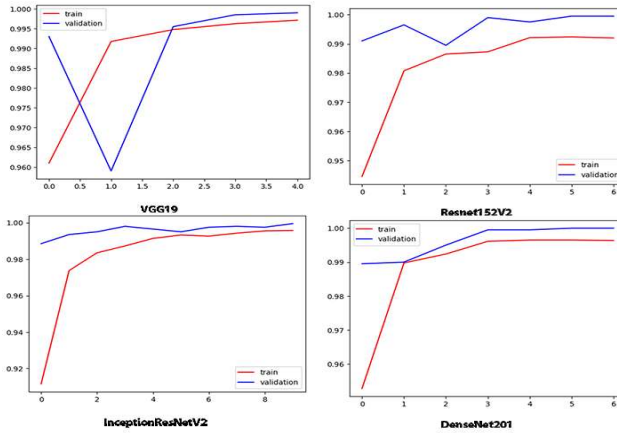 1.000
0.995
0.990
0.985
0.980
0.975
0.970
0.965
0.960
train
validation
0.0 0.5 1.0 1.5 2.0 2.5 3.0 3.5 4.0
VGG19
1.00
0.99
0.98
0.97
0.96
0.95
train
validation
0 1 2 3 4 5 6
Resnet152V2
1.00
0.98
0.96
0.94
0.92
train
validation
0 2 4 6 8
InceptionResNetV2
1.00
0.99
0.98
0.97
0.96
train
validation
0 1 2 3 4 5 6
DenseNet201